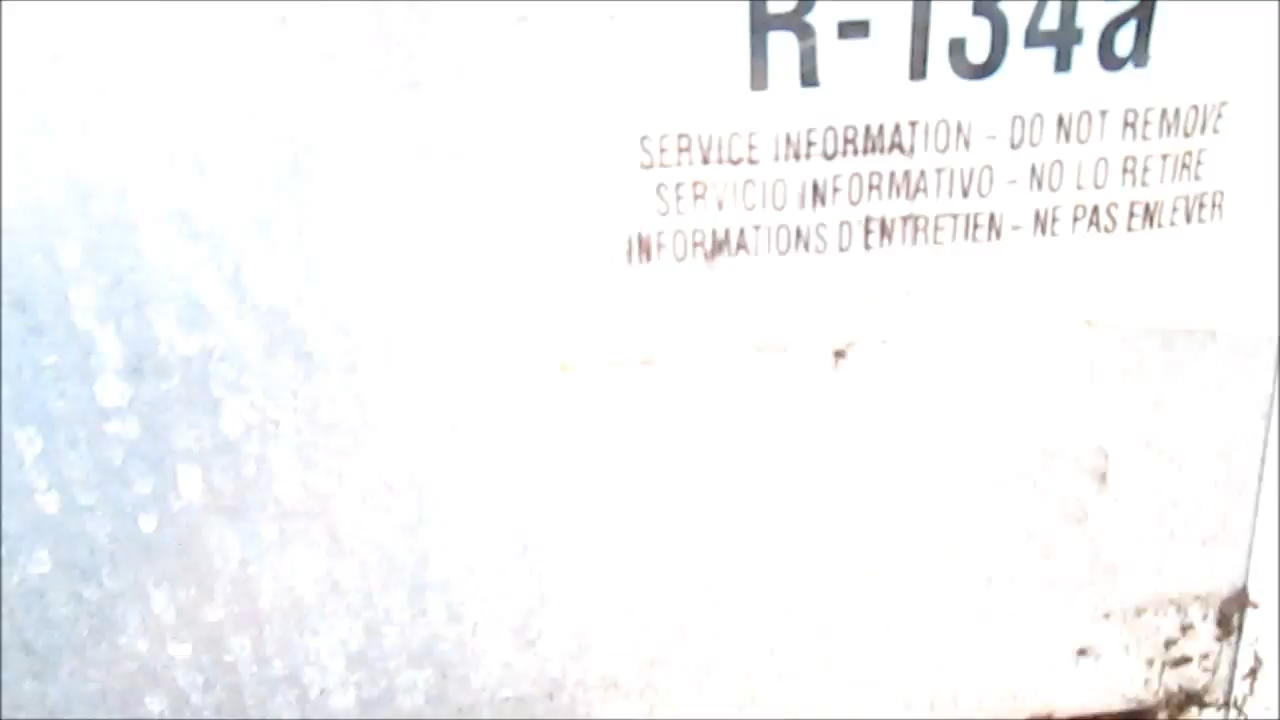 R-134a
SERVICE INFORMATION - DO NOT REMOVE
SERVICIO INFORMATIVO - NO LO RETIRE
INFORMATIONS D'ENTRETIEN - NE PAS ENLEVER